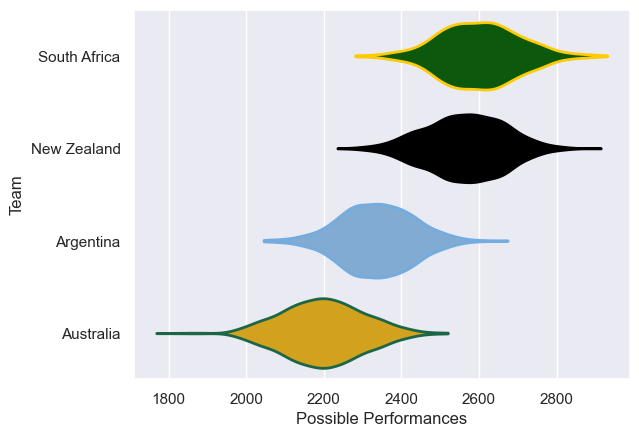 South Africa
New Zealand
Argentina
Australia
Team
1800 2000 2200 2400 2600 2800
Possible Performances